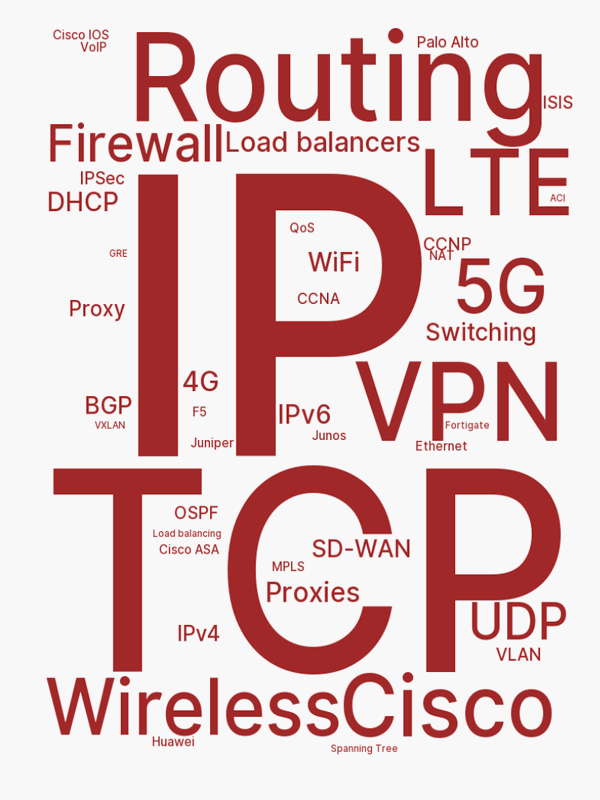 Cisco IOS
VoIP
Routing
Palo Alto
ISIS
Firewall
Load balancers
LTE
IPSec
DHCP
ACI
IP
QoS
CCNP
NAT
GRE
WiFi
5G
CCNA
Proxy
Switching
4G
VPN
BGP
F5
IPv6
VXLAN
Fortigate
Juniper
Junos
Ethernet
TCP
OSPF
Load balancing
Cisco ASA
SD-WAN
MPLS
Proxies
UDP
IPv4
VLAN
Wireless
Cisco
Huawei
Spanning Tree